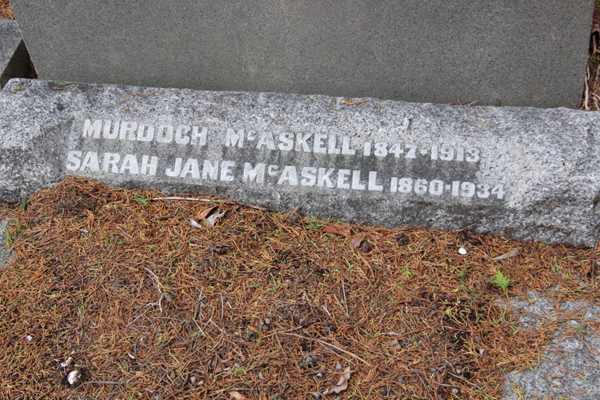 MURDOCH McASKELL 1847-1913
SARAH JANE McASKELL 1860-1934